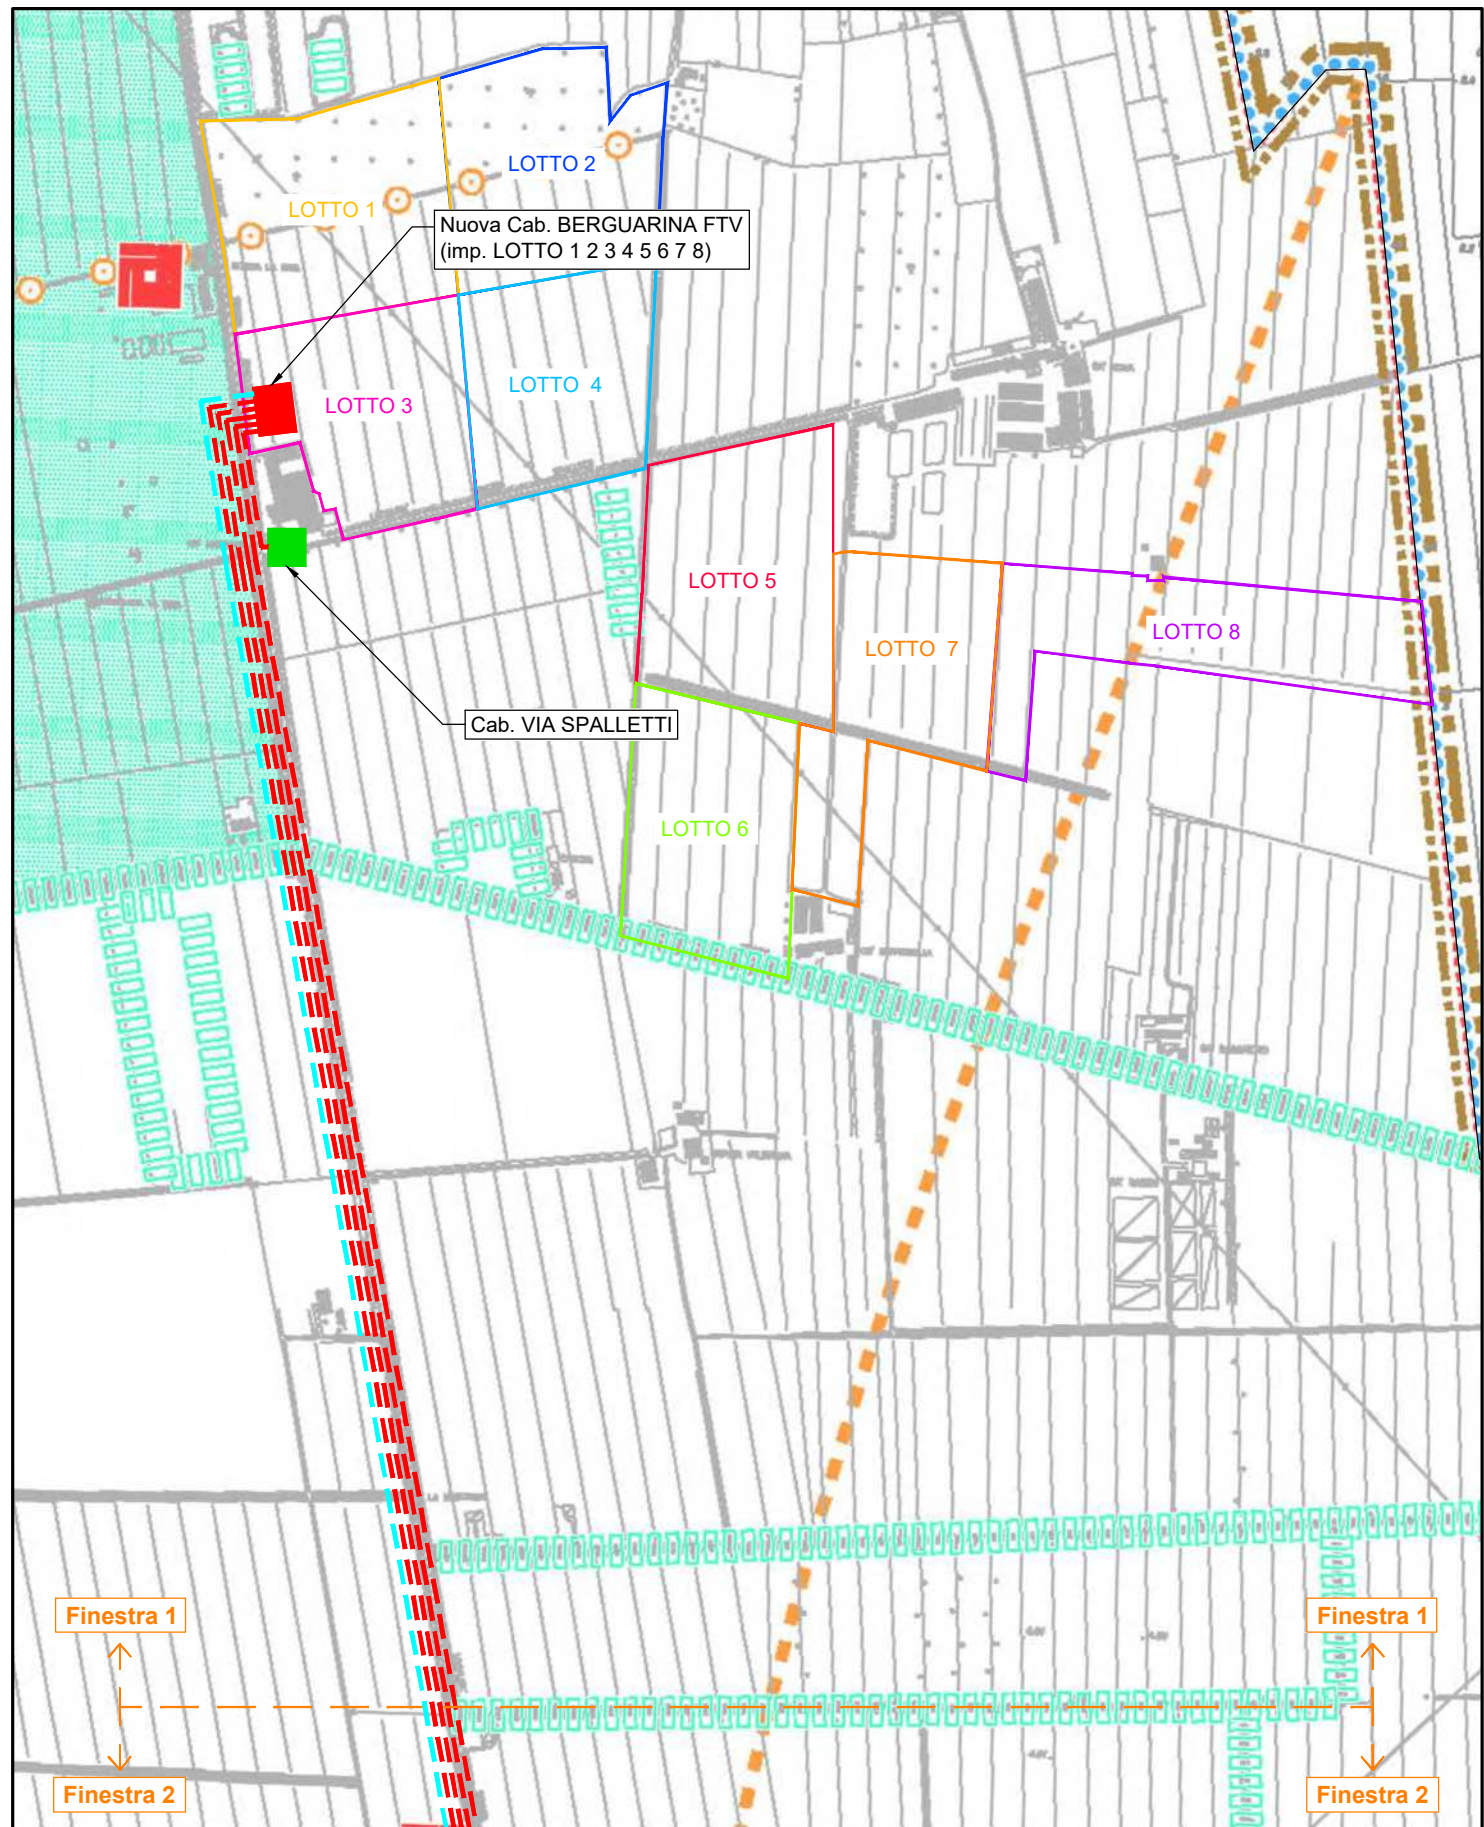 LOTTO 2
LOTTO 1
Nuova Cab. BERGUARINA FTV
(imp. LOTTO 1 2 3 4 5 6 7 8)
LOTTO 4
LOTTO 3
LOTTO 5
LOTTO 8
LOTTO 7
Cab. VIA SPALLETTI
LOTTO 6
Finestra 1
Finestra 1
Finestra 2
Finestra 2